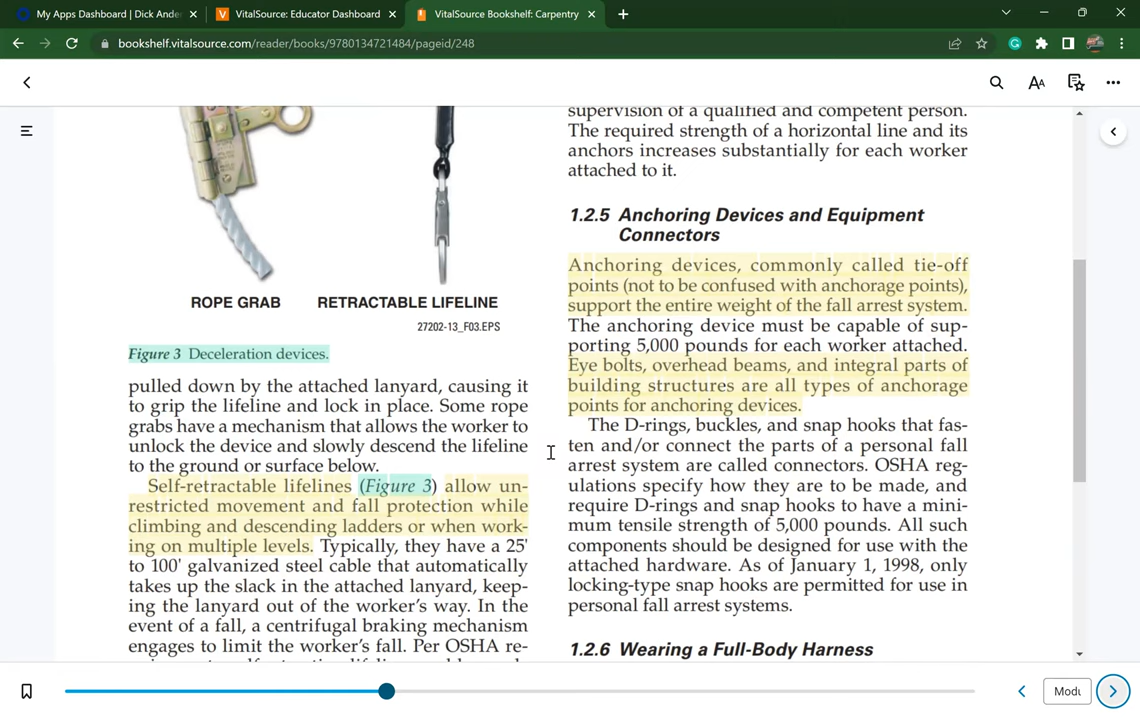 My Apps Dashboard | Dick Ander
VitalSource: Educator Dashboard
VitalSource Bookshelf: Carpentry
bookshelf.vitalsource.com/reader/books/9780134721484/pageid/248
ROPE GRAB
RETRACTABLE LIFELINE
27202-13_F03.EPS
Figure 3 Deceleration devices.
pulled down by the attached lanyard, causing it
to grip the lifeline and lock in place. Some rope
grabs have a mechanism that allows the worker to
unlock the device and slowly descend the lifeline
to the ground or surface below.
Self-retractable lifelines (Figure 3) allow un-
restricted movement and fall protection while
climbing and descending ladders or when work-
ing on multiple levels. Typically, they have a 25'
to 100' galvanized steel cable that automatically
takes up the slack in the attached lanyard, keep-
ing the lanyard out of the worker's way. In the
event of a fall, a centrifugal braking mechanism
engages to limit the worker's fall. Per OSHA re-
supervision of a qualified and competent person.
The required strength of a horizontal line and its
anchors increases substantially for each worker
attached to it.
1.2.5 Anchoring Devices and Equipment
Connectors
Anchoring devices, commonly called tie-off
points (not to be confused with anchorage points),
support the entire weight of the fall arrest system.
The anchoring device must be capable of sup-
porting 5,000 pounds for each worker attached.
Eye bolts, overhead beams, and integral parts of
building structures are all types of anchorage
points for anchoring devices.
The D-rings, buckles, and snap hooks that fas-
ten and/or connect the parts of a personal fall
arrest system are called connectors. OSHA reg-
ulations specify how they are to be made, and
require D-rings and snap hooks to have a mini-
mum tensile strength of 5,000 pounds. All such
components should be designed for use with the
attached hardware. As of January 1, 1998, only
locking-type snap hooks are permitted for use in
personal fall arrest systems.
1.2.6 Wearing a Full-Body Harness
Modu